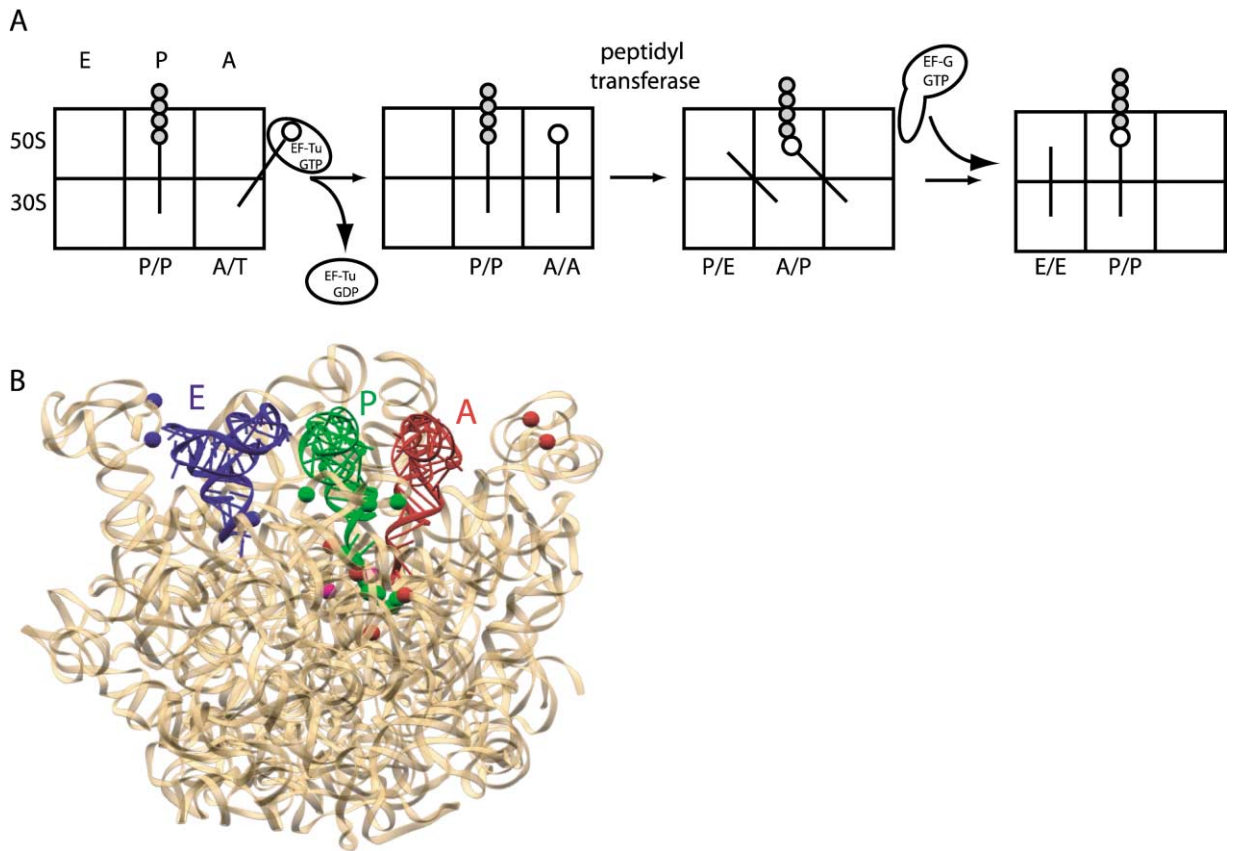 A
E P A
50S
30S
EF-Tu
GTP
EF-Tu
GDP
P/P A/T
P/P A/A
peptidyl
transferase
P/E A/P
EF-G
GTP
E/E P/P
B
E P A